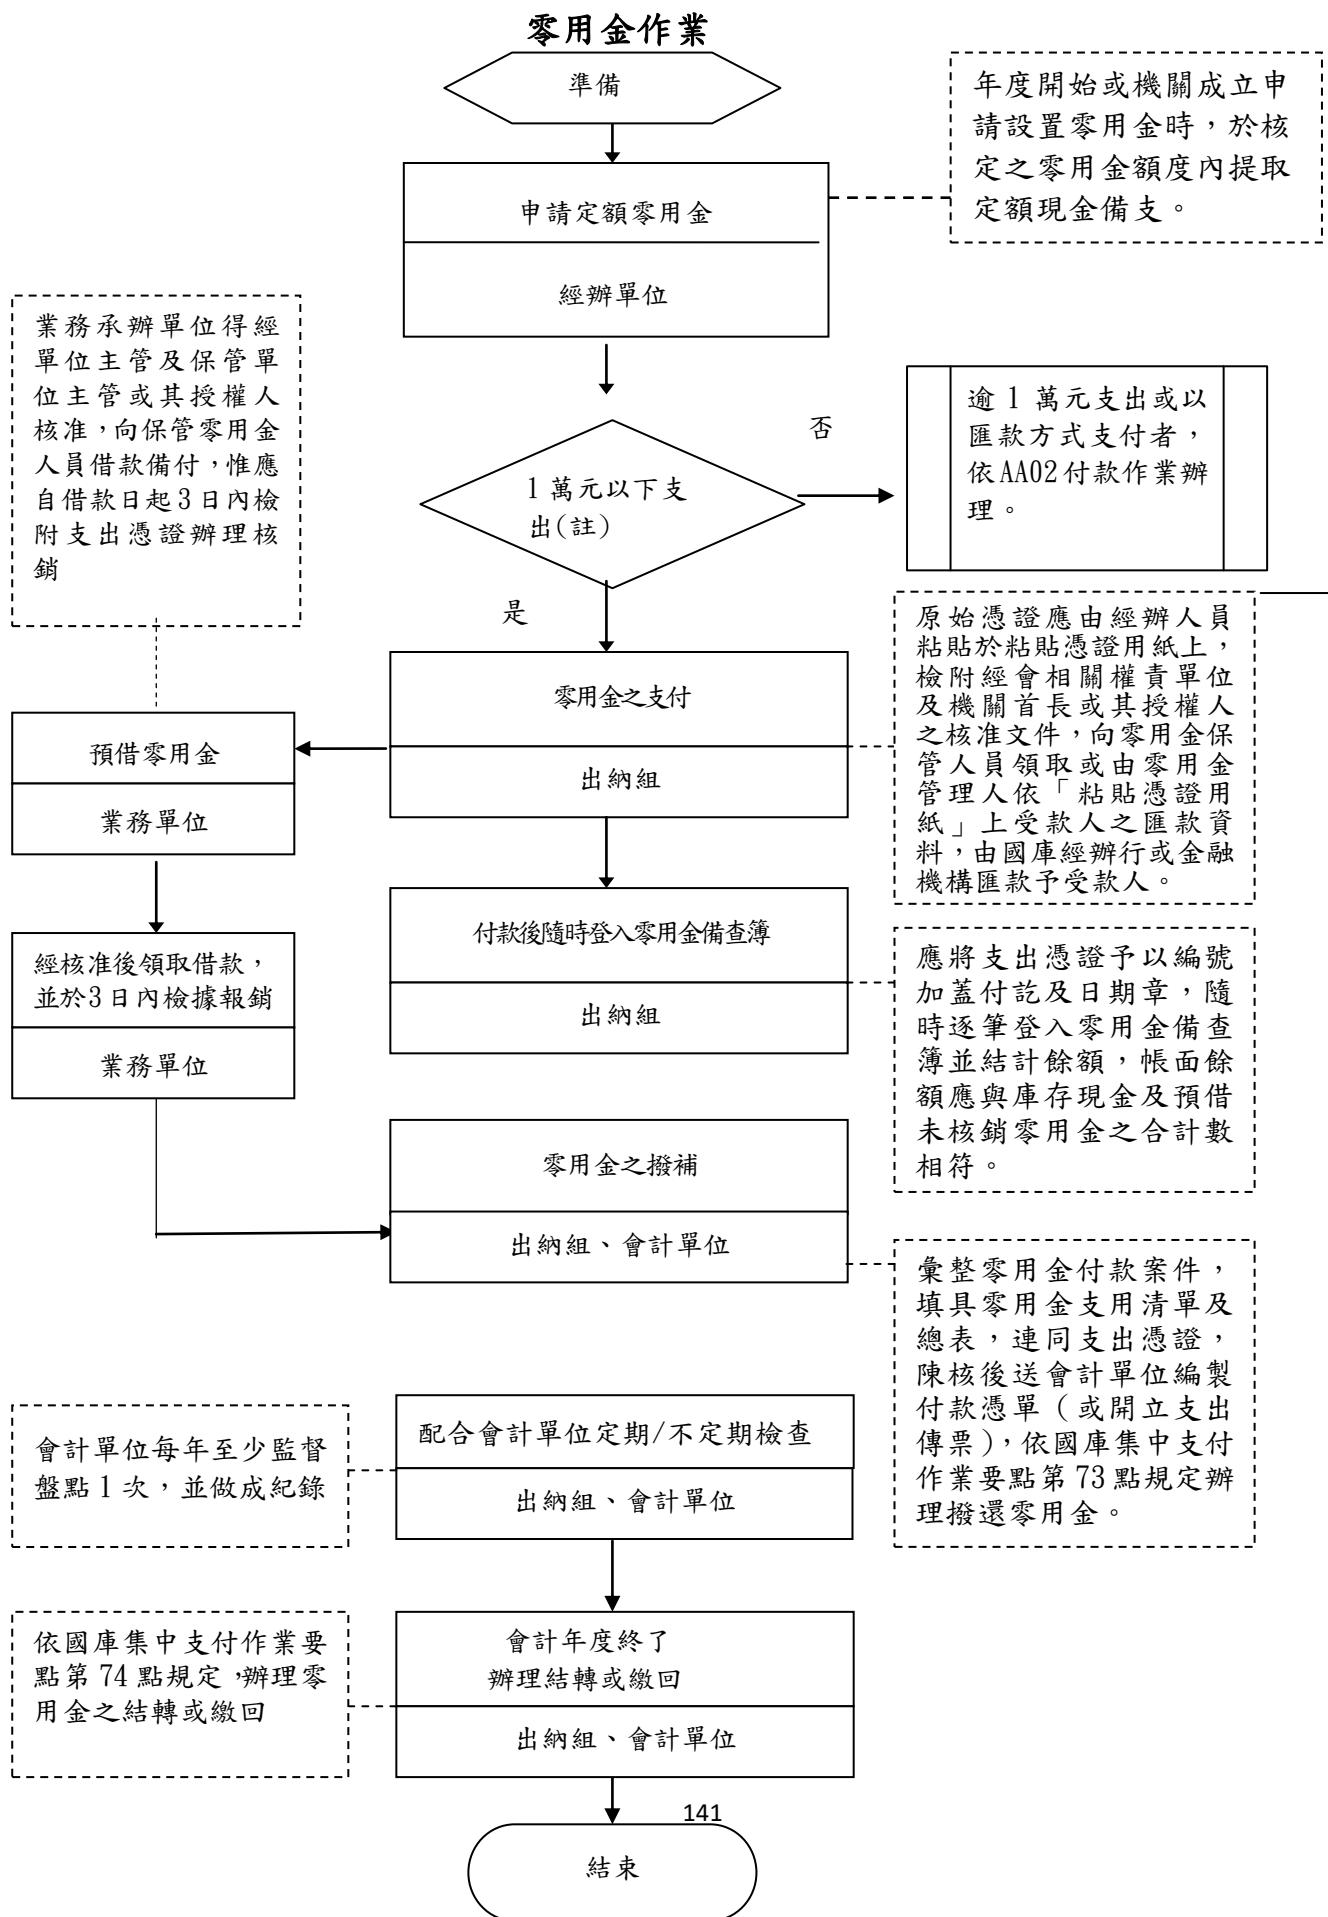 零用金作業
準備
年度開始或機關成立申
請設置零用金時，於核
定之零用金額度內提取
定額現金備支。
申請定額零用金
經辦單位
業務承辦單位得經
單位主管及保管單
位主管或其授權人
核准，向保管零用金
人員借款備付，惟應
自借款日起3日內檢
附支出憑證辦理核
銷
1萬元以下支
出(註)
否
逾1萬元支出或以
匯款方式支付者，
依AA02付款作業辦
理。
是
零用金之支付
出納組
原始憑證應由經辦人員
粘貼於粘貼憑證用紙上，
檢附經會相關權責單位
及機關首長或其授權人
之核准文件，向零用金保
管人員領取或由零用金
管理人依「粘貼憑證用
紙」上受款人之匯款資
料，由國庫經辦行或金融
機構匯款予受款人。
預借零用金
業務單位
付款後隨時登入零用金備查簿
出納組
應將支出憑證予以編號
加蓋付訖及日期章，隨
時逐筆登入零用金備查
簿並結計餘額，帳面餘
額應與庫存現金及預借
未核銷零用金之合計數
相符。
經核准後領取借款，
並於3日內檢據報銷
業務單位
零用金之撥補
出納組、會計單位
彙整零用金付款案件，
填具零用金支用清單及
總表，連同支出憑證，
陳核後送會計單位編製
付款憑單（或開立支出
傳票），依國庫集中支付
作業要點第73點規定辦
理撥還零用金。
會計單位每年至少監督
盤點1次，並做成紀錄
配合會計單位定期/不定期檢查
出納組、會計單位
依國庫集中支付作業要
點第74點規定，辦理零
用金之結轉或繳回
會計年度終了
辦理結轉或繳回
出納組、會計單位
141
結束